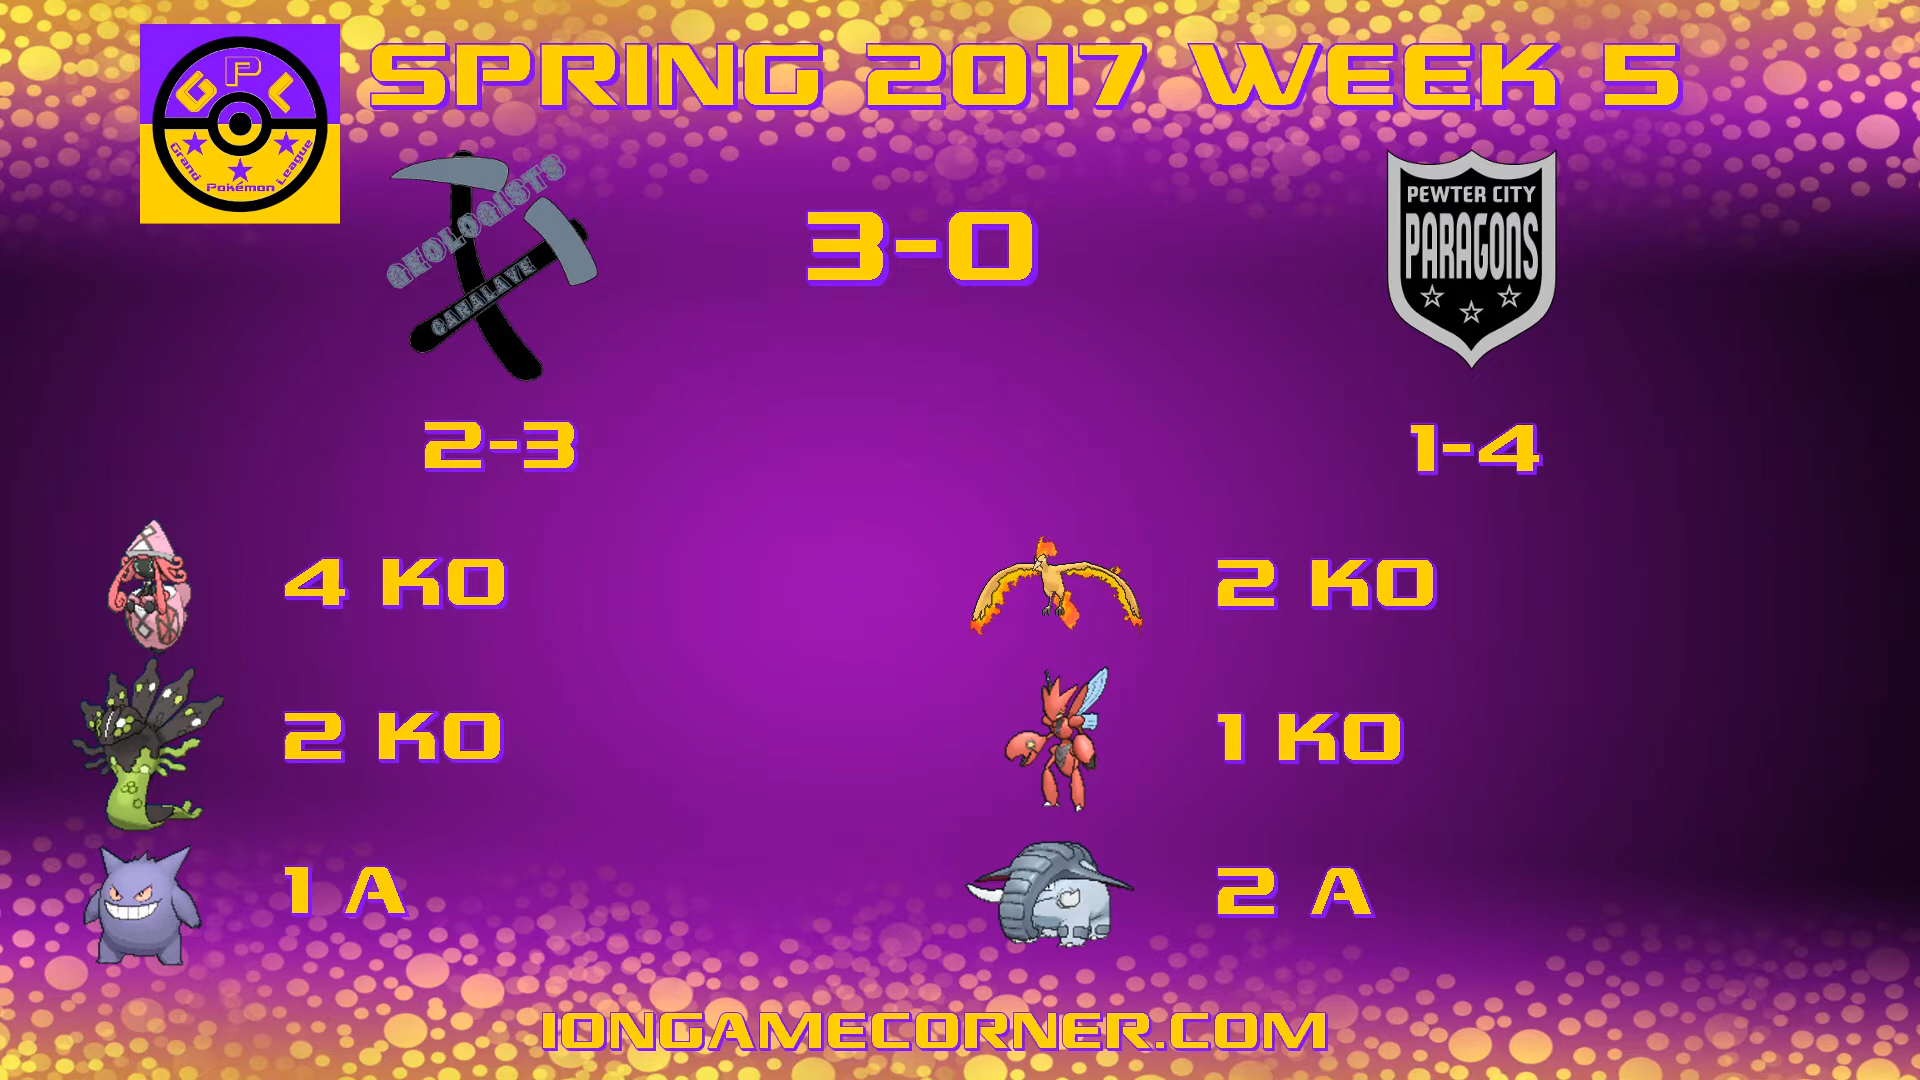 GPL
Grand Pokémon League
SPRING 2017 WEEK 5
GEOLOGISTS
CANALAVE
3-0
PEWTER CITY
PARAGONS
2-3
1-4
4 KO
2 KO
2 KO
1 KO
1 A
2 A
IONGAMECORNER.COM